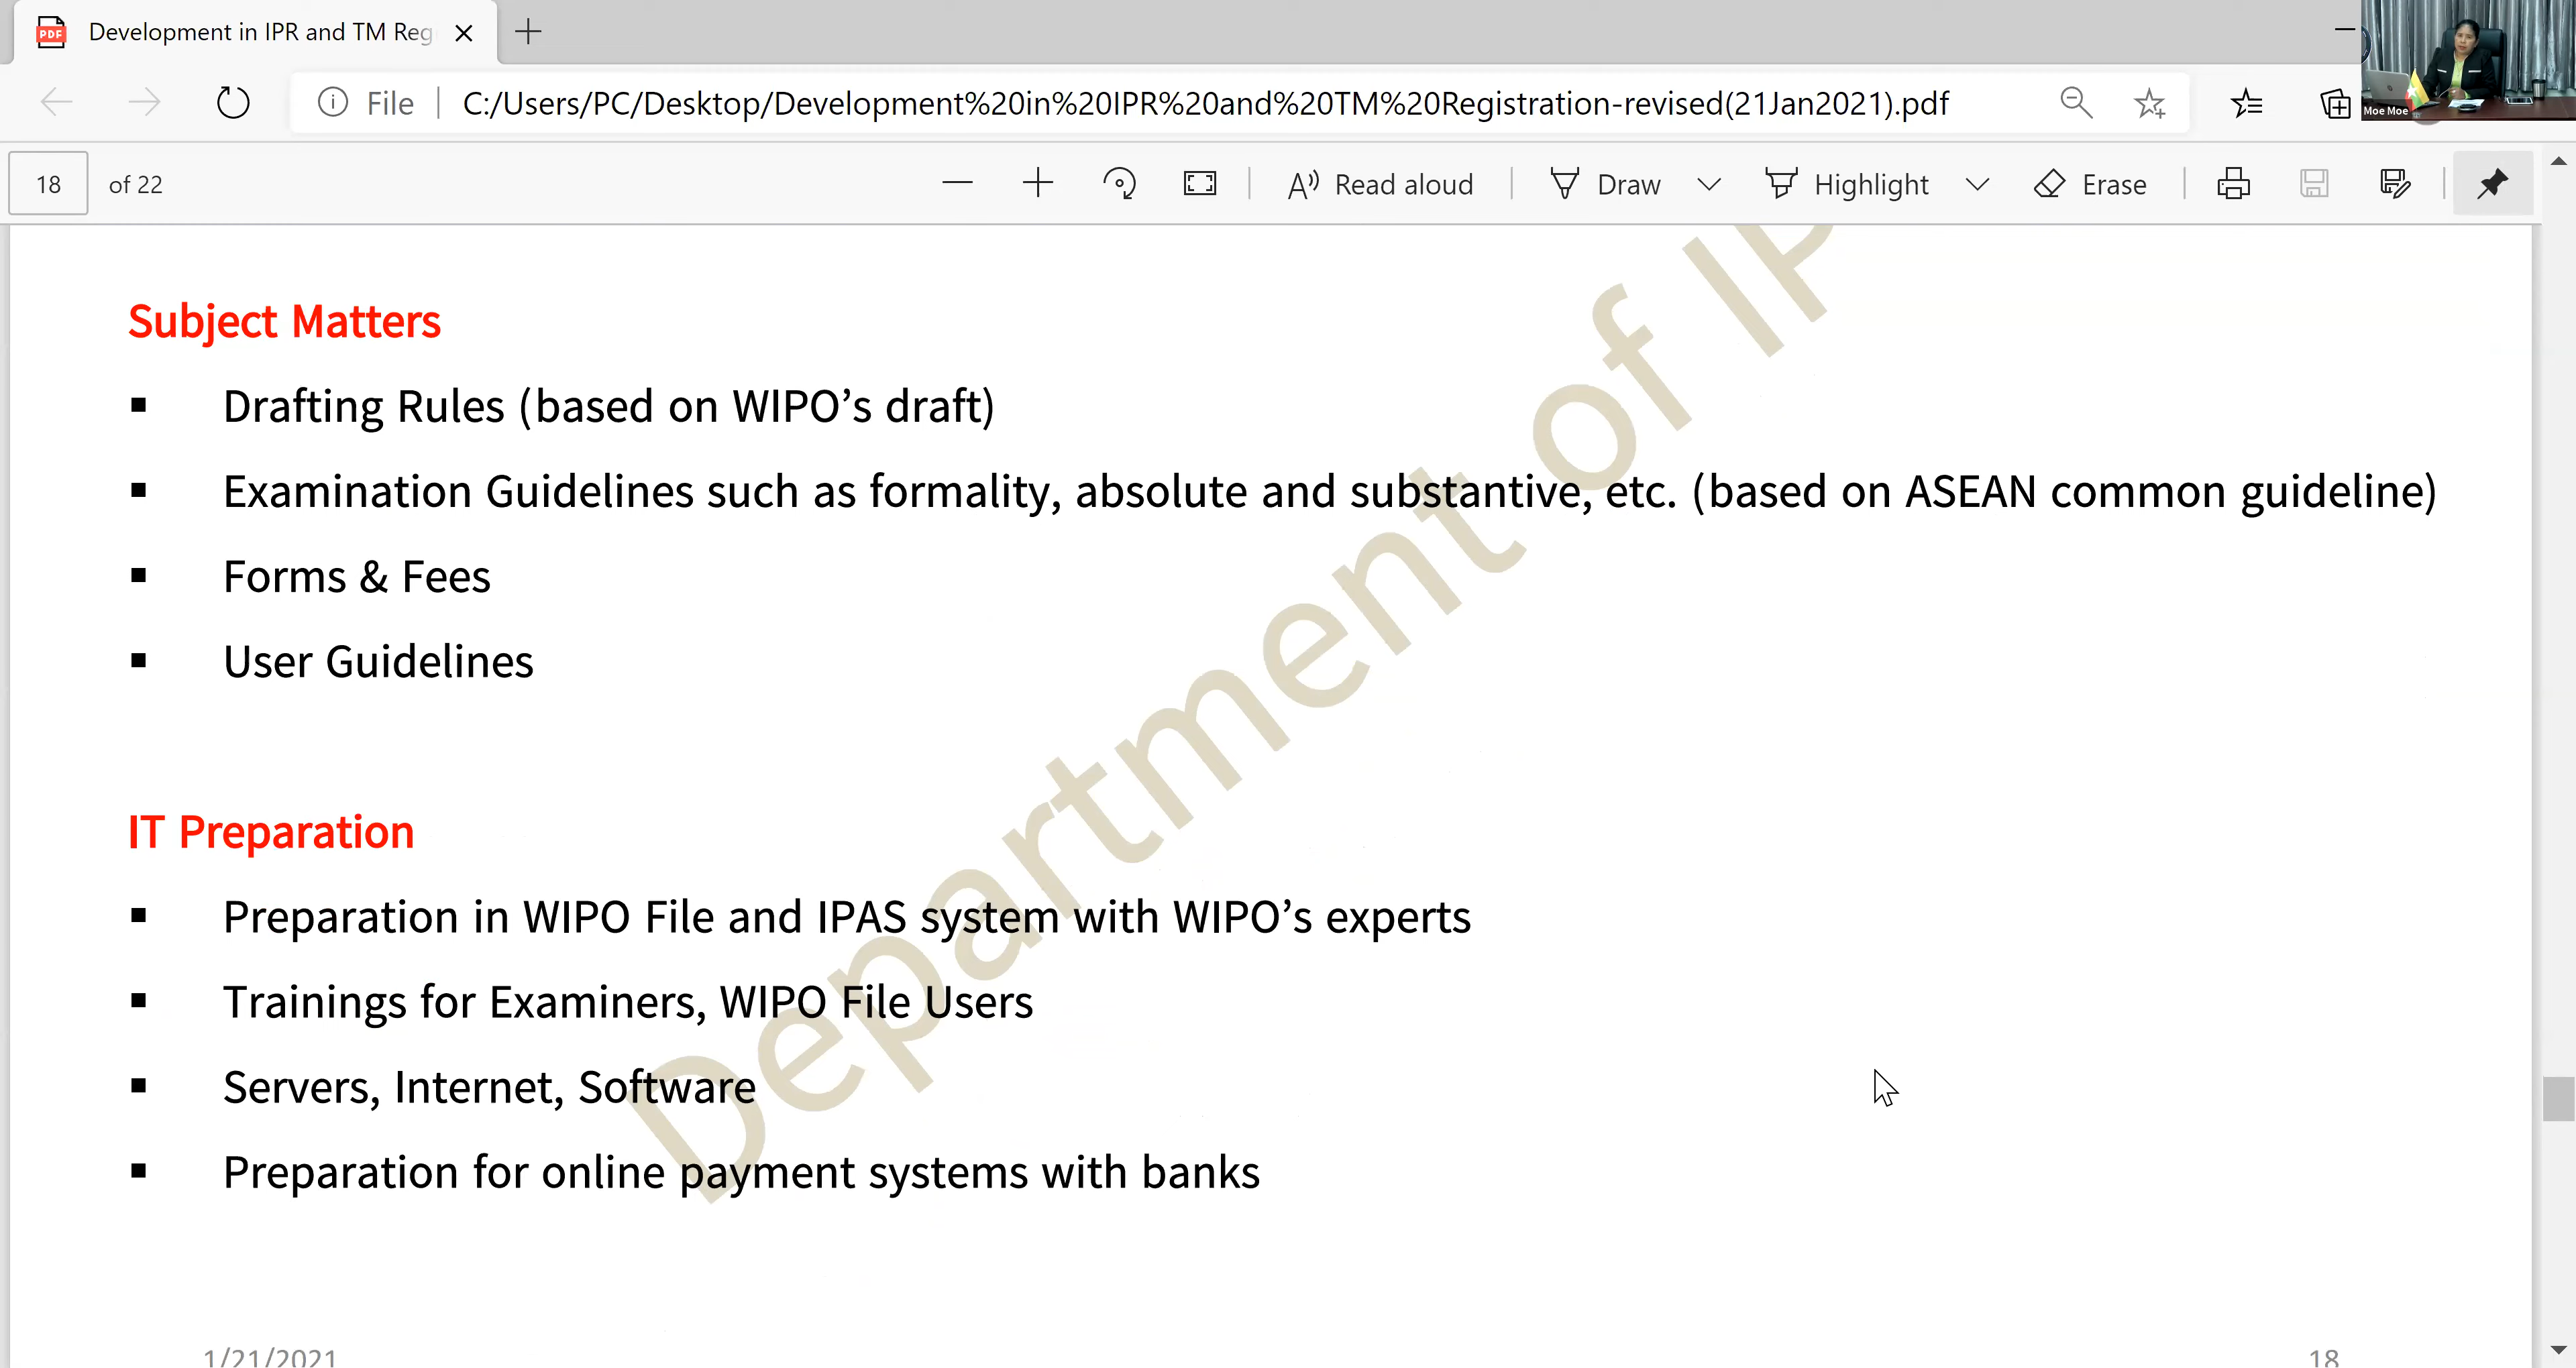 Development in IPR and TM Reg
File
C:/Users/PC/Desktop/Development%20in%20IPR%20and%20TM%20Registration-revised(21Jan2021).pdf
Moe Moe
18 of 22
Read aloud
Draw
Highlight
Erase
Subject Matters
▪ Drafting Rules (based on WIPO’s draft)
▪ Examination Guidelines such as formality, absolute and substantive, etc. (based on ASEAN common guideline)
▪ Forms & Fees
▪ User Guidelines
IT Preparation
▪ Preparation in WIPO File and IPAS system with WIPO’s experts
▪ Trainings for Examiners, WIPO File Users
▪ Servers, Internet, Software
▪ Preparation for online payment systems with banks
Department of IP
1/21/2021
18